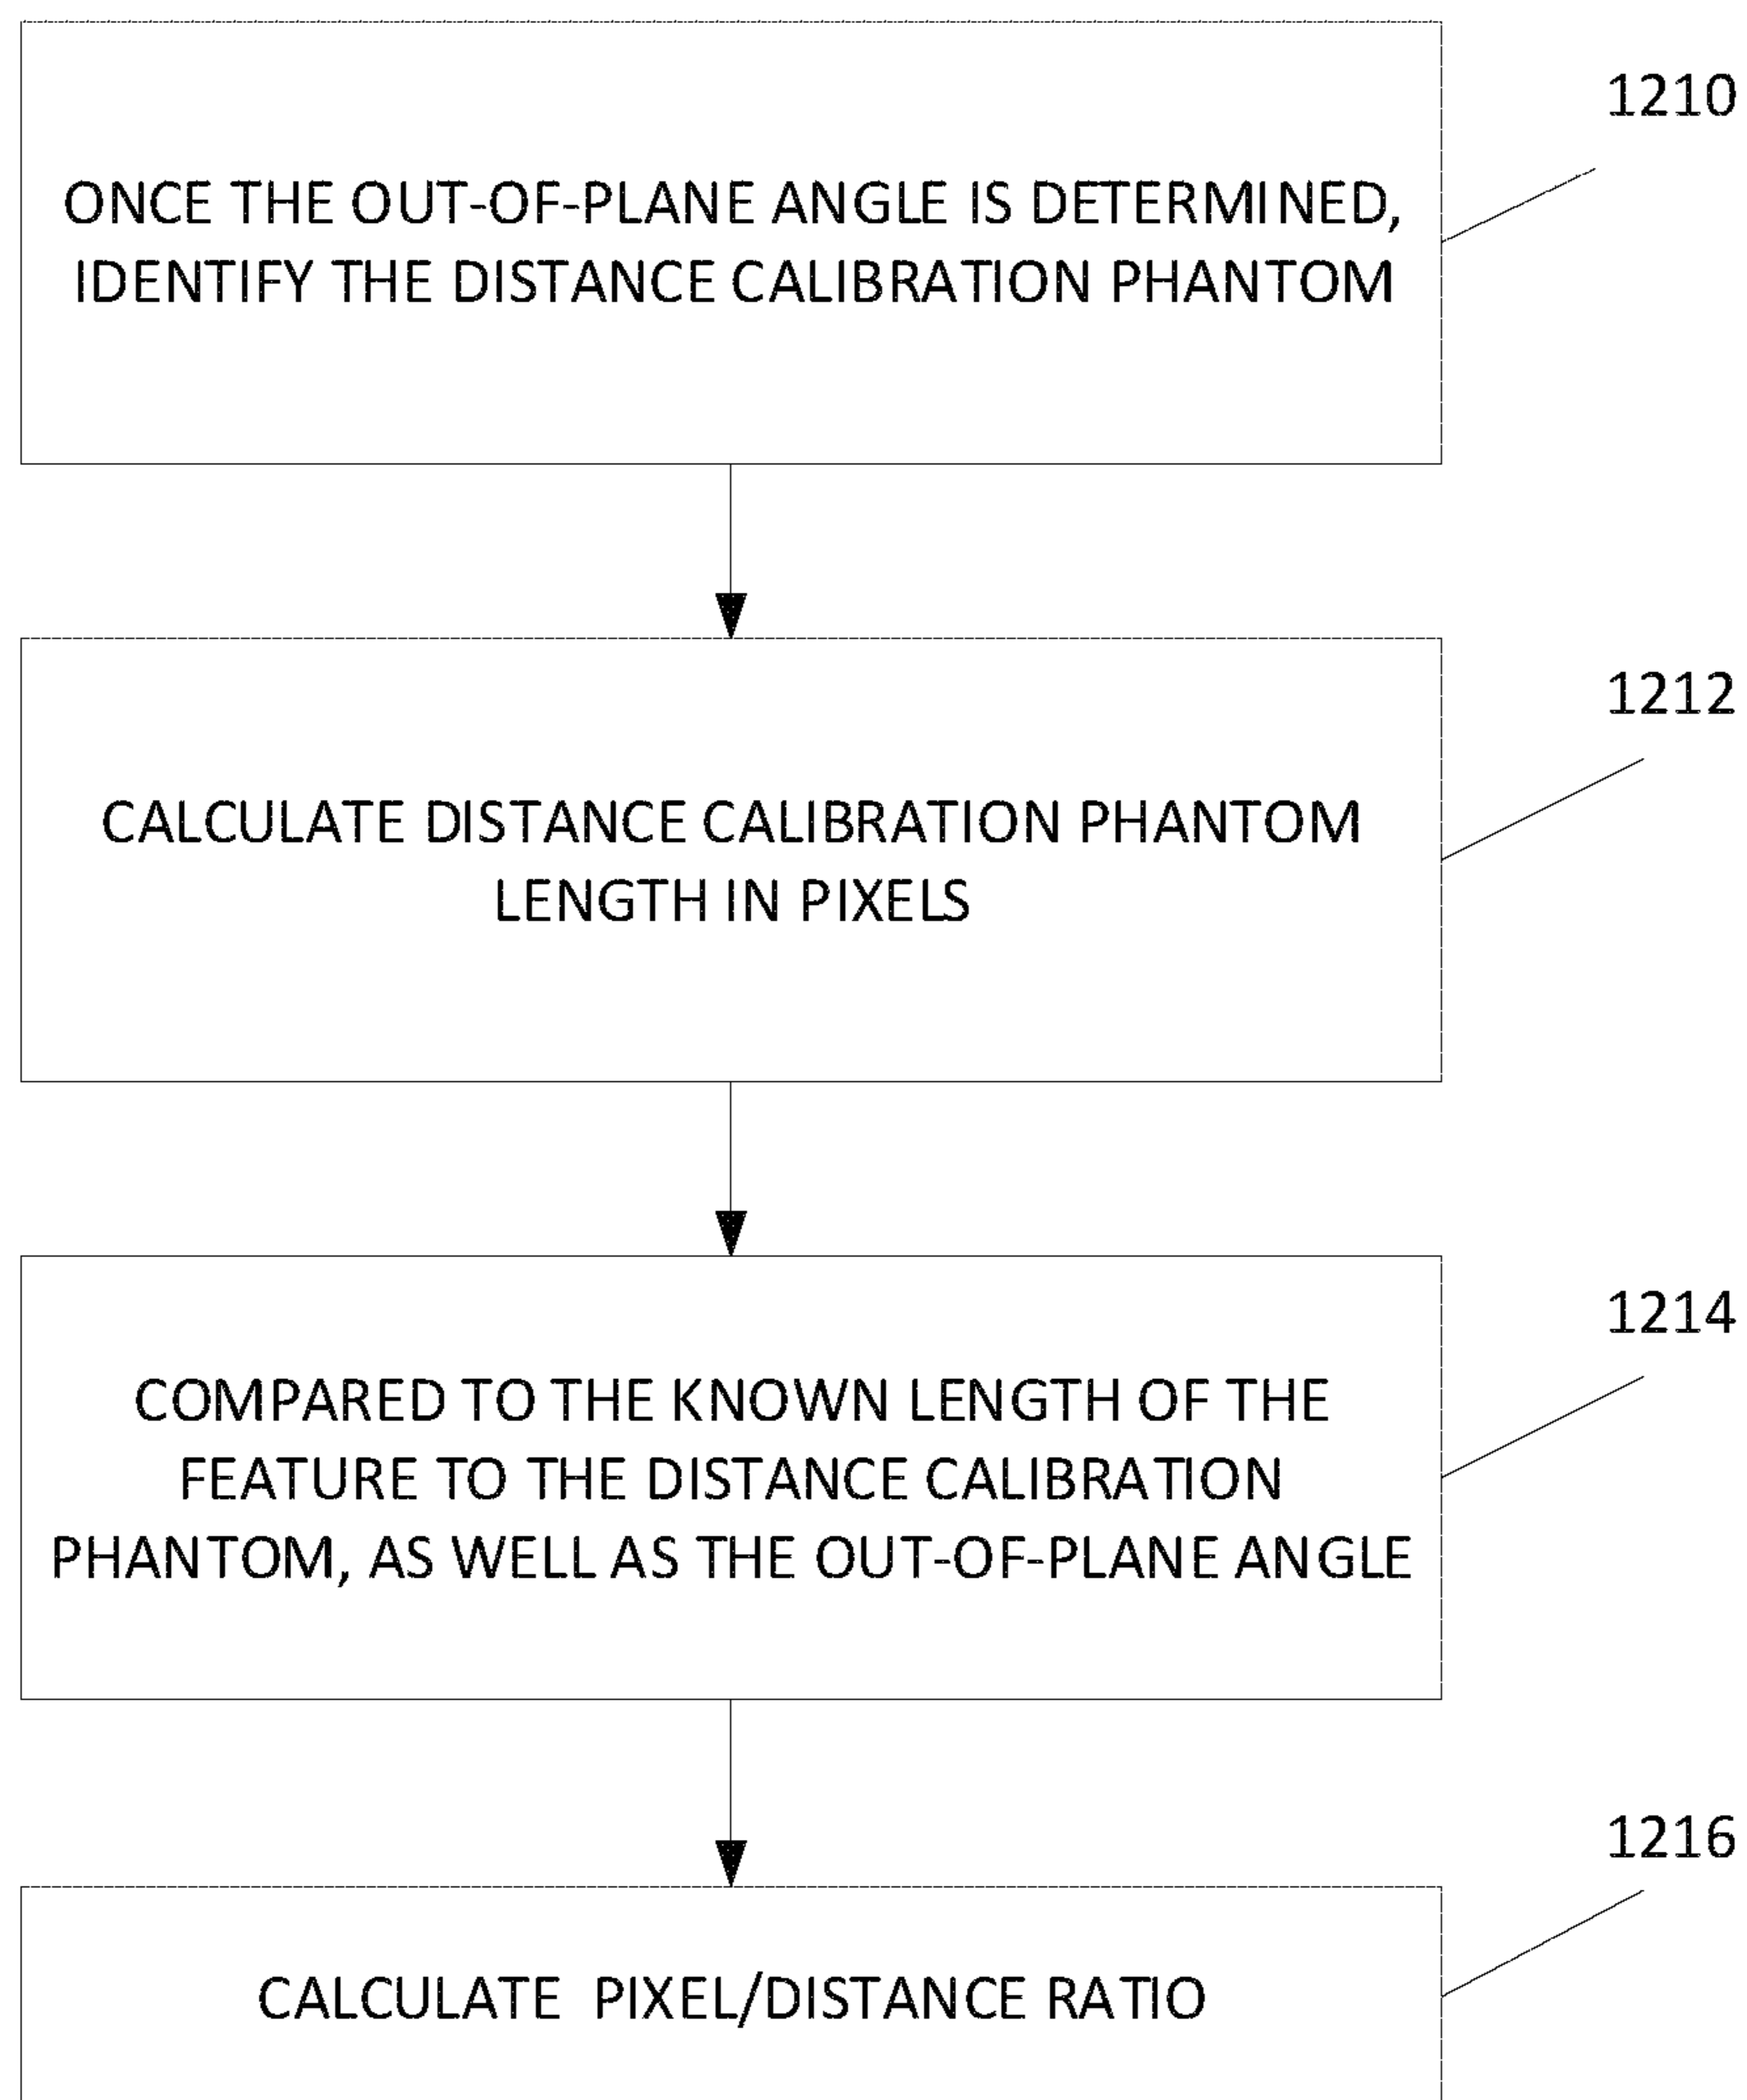 1210
ONCE THE OUT-OF-PLANE ANGLE IS DETERMINED,
IDENTIFY THE DISTANCE CALIBRATION PHANTOM
1212
CALCULATE DISTANCE CALIBRATION PHANTOM
LENGTH IN PIXELS
1214
COMPARED TO THE KNOWN LENGTH OF THE
FEATURE TO THE DISTANCE CALIBRATION
PHANTOM, AS WELL AS THE OUT-OF-PLANE ANGLE
1216
CALCULATE PIXEL/DISTANCE RATIO